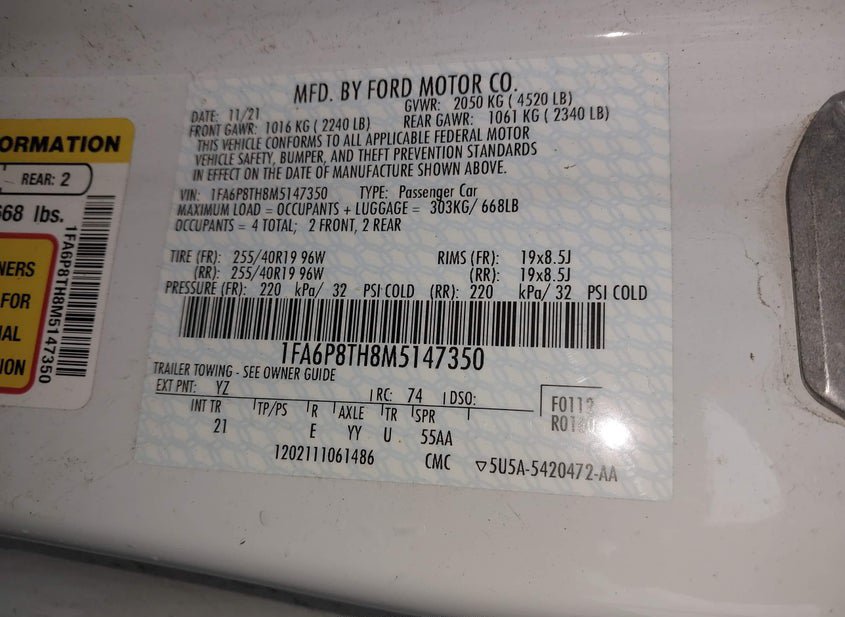 MFD. BY FORD MOTOR CO.
DATE: 11/21 GVWR: 2050 KG ( 4520 LB)
FRONT GAWR: 1016 KG ( 2240 LB) REAR GAWR: 1061 KG ( 2340 LB)
THIS VEHICLE CONFORMS TO ALL APPLICABLE FEDERAL MOTOR
VEHICLE SAFETY, BUMPER, AND THEFT PREVENTION STANDARDS
IN EFFECT ON THE DATE OF MANUFACTURE SHOWN ABOVE.
VIN: 1FA6P8TH8M5147350 TYPE: Passenger Car
MAXIMUM LOAD = OCCUPANTS + LUGGAGE = 303KG/ 668LB
OCCUPANTS = 4 TOTAL; 2 FRONT, 2 REAR
TIRE (FR): 255/40R19 96W RIMS (FR): 19x8.5J
(RR): 255/40R19 96W (RR): 19x8.5J
PRESSURE (FR): 220 kPa/ 32 PSI COLD (RR): 220 kPa/ 32 PSI COLD
1FA6P8TH8M5147350
TRAILER TOWING - SEE OWNER GUIDE
EXT PNT: YZ RC: 74 DSO:
INT TR TP/PS R AXLE TR SPR
21 E YY U 55AA
1202111061486 CMC ▽5U5A-5420472-AA
ORMATION
REAR: 2
668 lbs.
NERS
FOR
IAL
ION
1FA6P8TH8M5147350